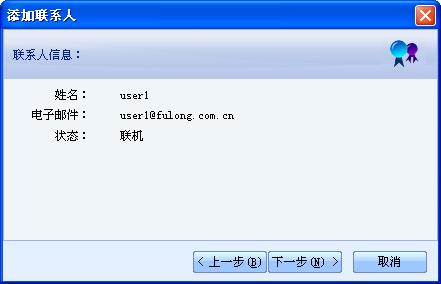 添加联系人
联系人信息：
姓名： user1
电子邮件： user1@fulong.com.cn
状态： 联机
< 上一步(B) 下一步(N) > 取消